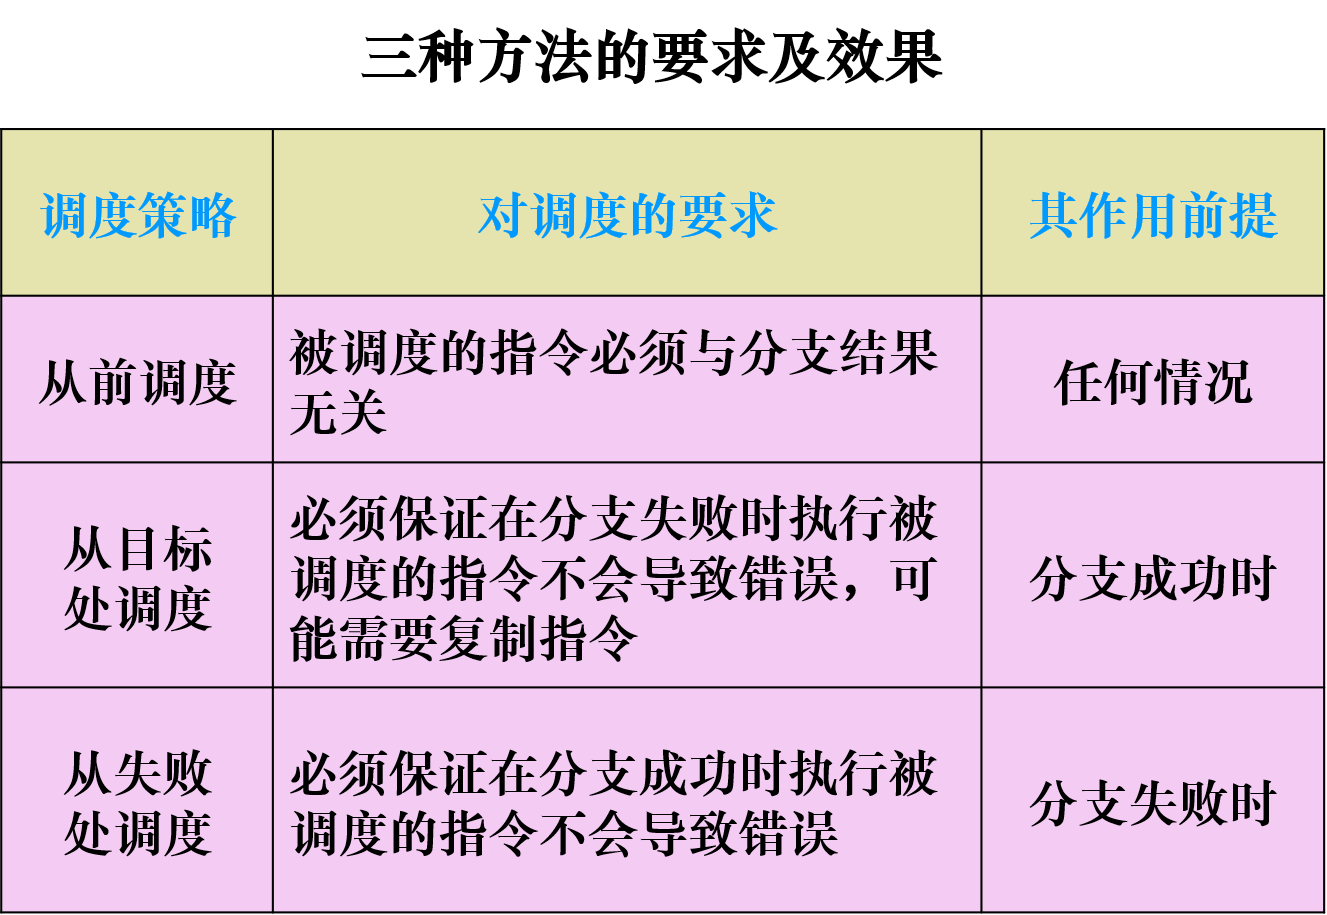 三种方法的要求及效果
调度策略
对调度的要求
其作用前提
从前调度
被调度的指令必须与分支结果
无关
任何情况
从目标
处调度
必须保证在分支失败时执行被
调度的指令不会导致错误，可
能需要复制指令
分支成功时
从失败
处调度
必须保证在分支成功时执行被
调度的指令不会导致错误
分支失败时